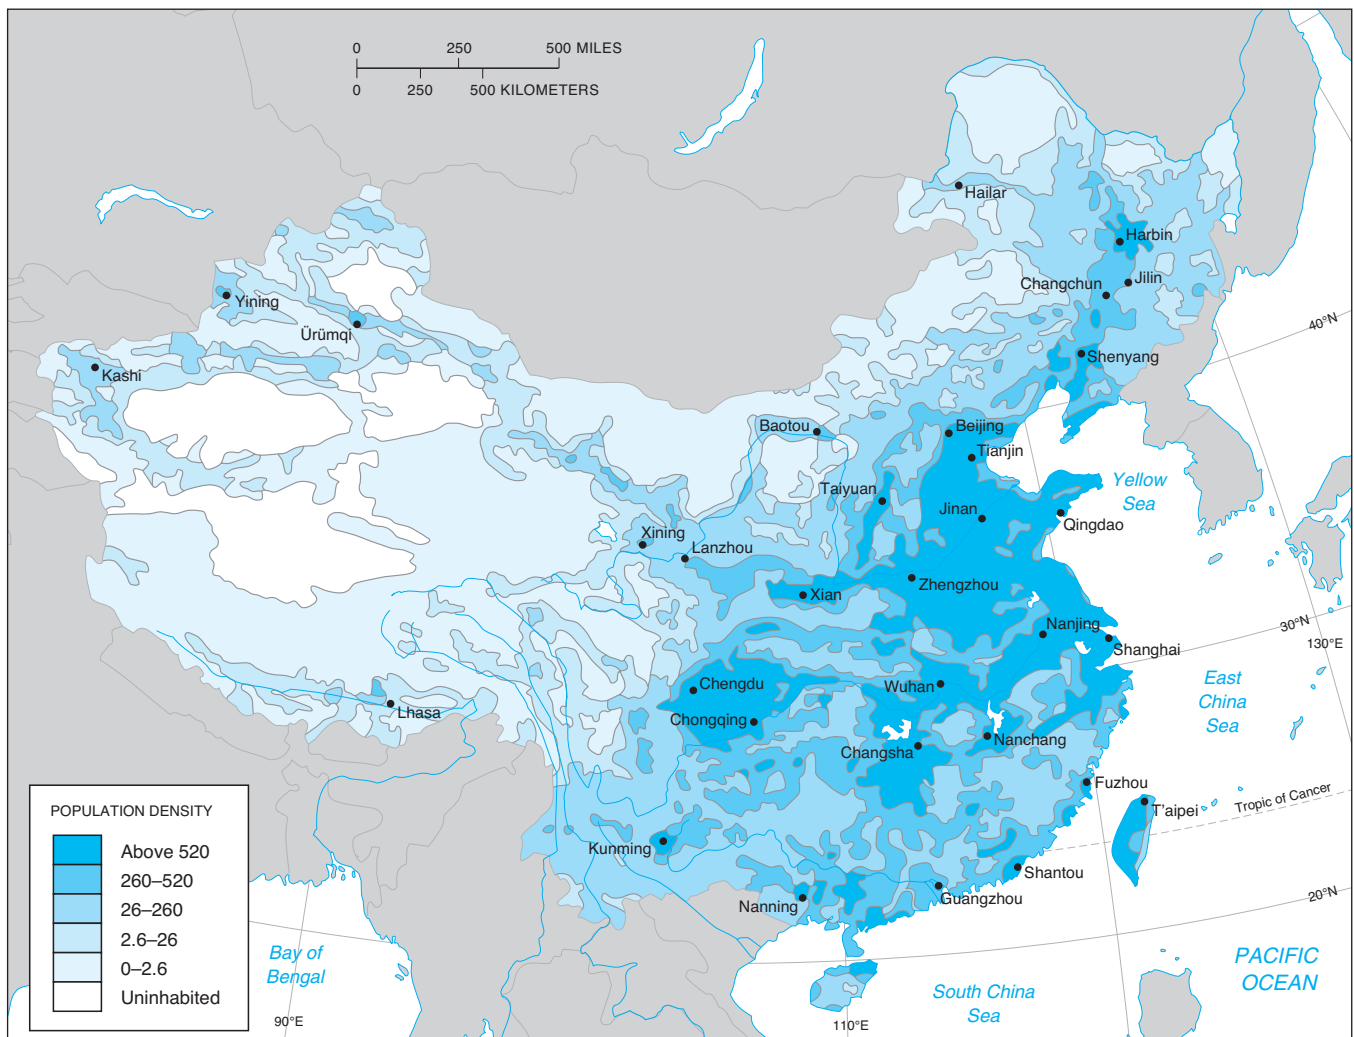 0 250 500 MILES
0 250 500 KILOMETERS
Hailar
Harbin
Changchun
Jilin
Yining
Ürümqi
40°N
Shenyang
Kashi
Baotou
Beijing
Tianjin
Yellow
Sea
Taiyuan
Jinan
Qingdao
Xining
Lanzhou
Zhengzhou
Xian
Nanjing
30°N
130°E
Shanghai
East
China
Sea
Chengdu
Wuhan
Lhasa
Chongqing
Nanchang
Changsha
Fuzhou
Tropic of Cancer
T'aipei
POPULATION DENSITY
Above 520
260–520
26–260
2.6–26
0–2.6
Uninhabited
Kunming
Shantou
Guangzhou
Nanning
20°N
Bay of
Bengal
PACIFIC
OCEAN
South China
Sea
90°E
110°E